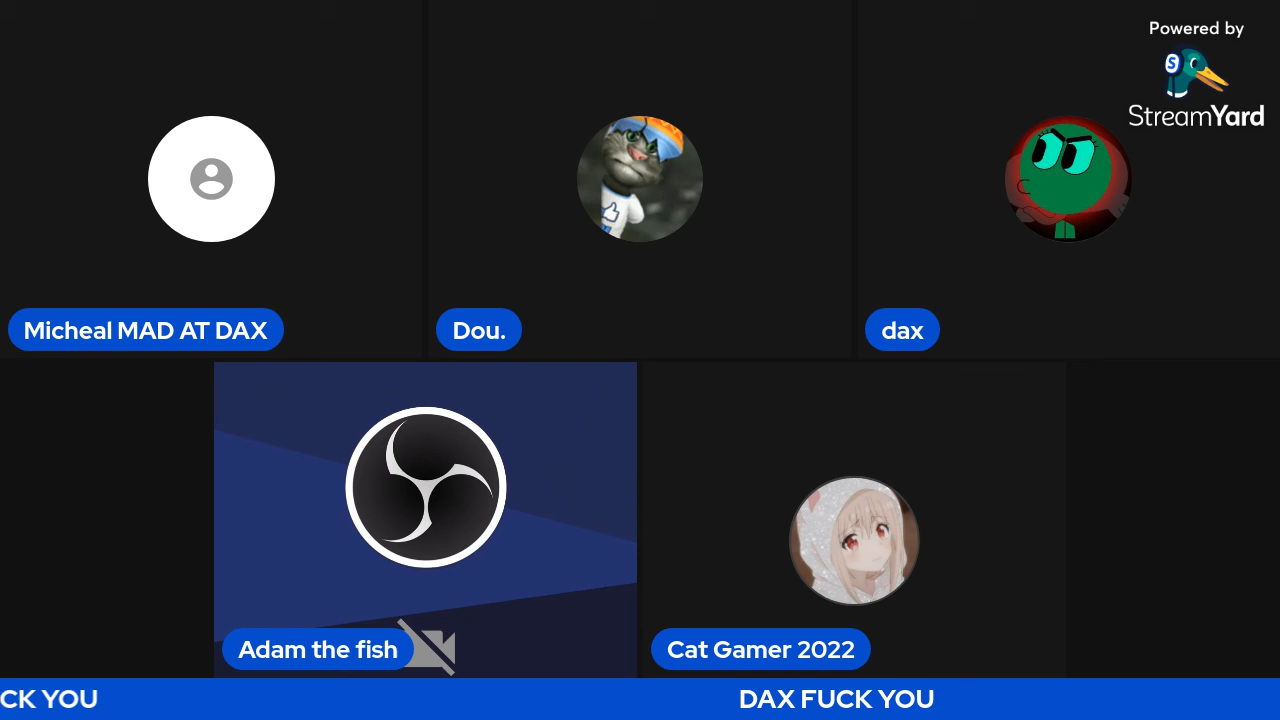 Powered by
S
StreamYard
Micheal MAD AT DAX
Dou.
dax
Adam the fish
Cat Gamer 2022
CK YOU
DAX FUCK YOU